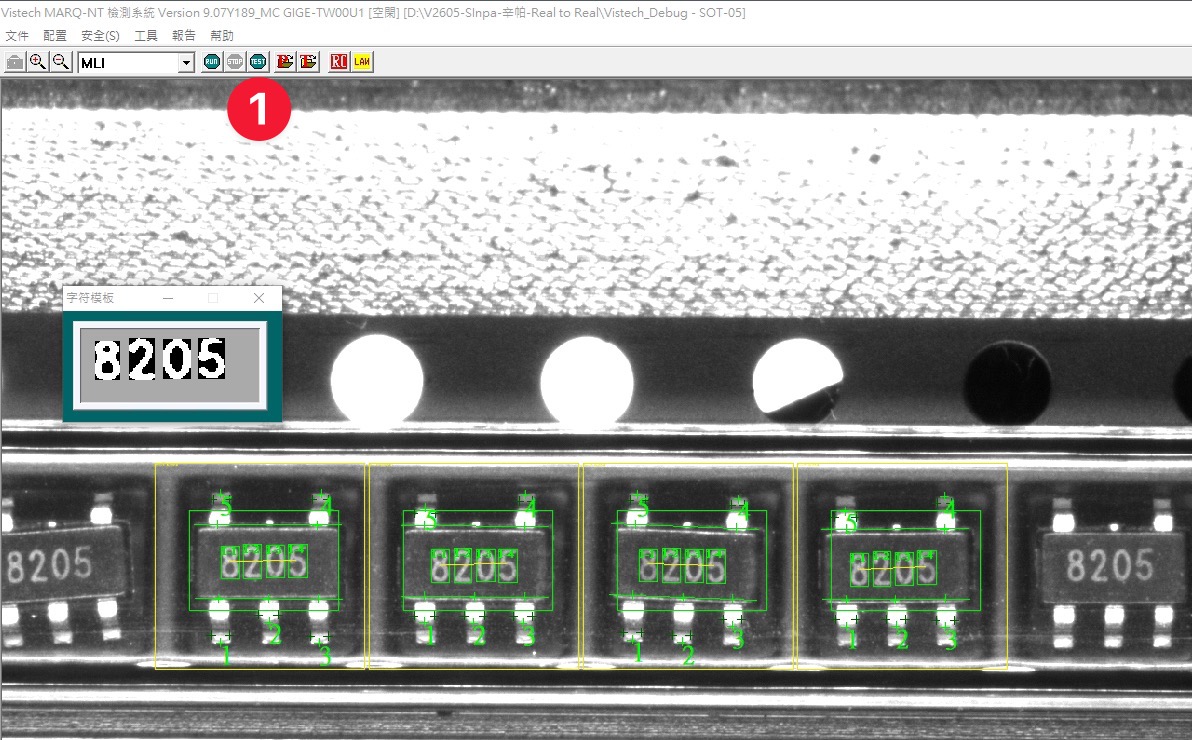 Vistech MARQ-NT 檢測系統 Version 9.07Y189_MC GIGE-TW00U1 [空閑] [D:\V2605-SInpa-辛帕-Real to Real\Vistech_Debug - SOT-05]
文件 配置 安全(S) 工具 報告 幫助
MLI RUN STOP TEST RC LAW
1
字符模板
8205
5 4 5 4 5 4 5 4
8205 8205 8205 8205 8205 8205
1 2 3 1 2 3 1 2 3 1 2 3